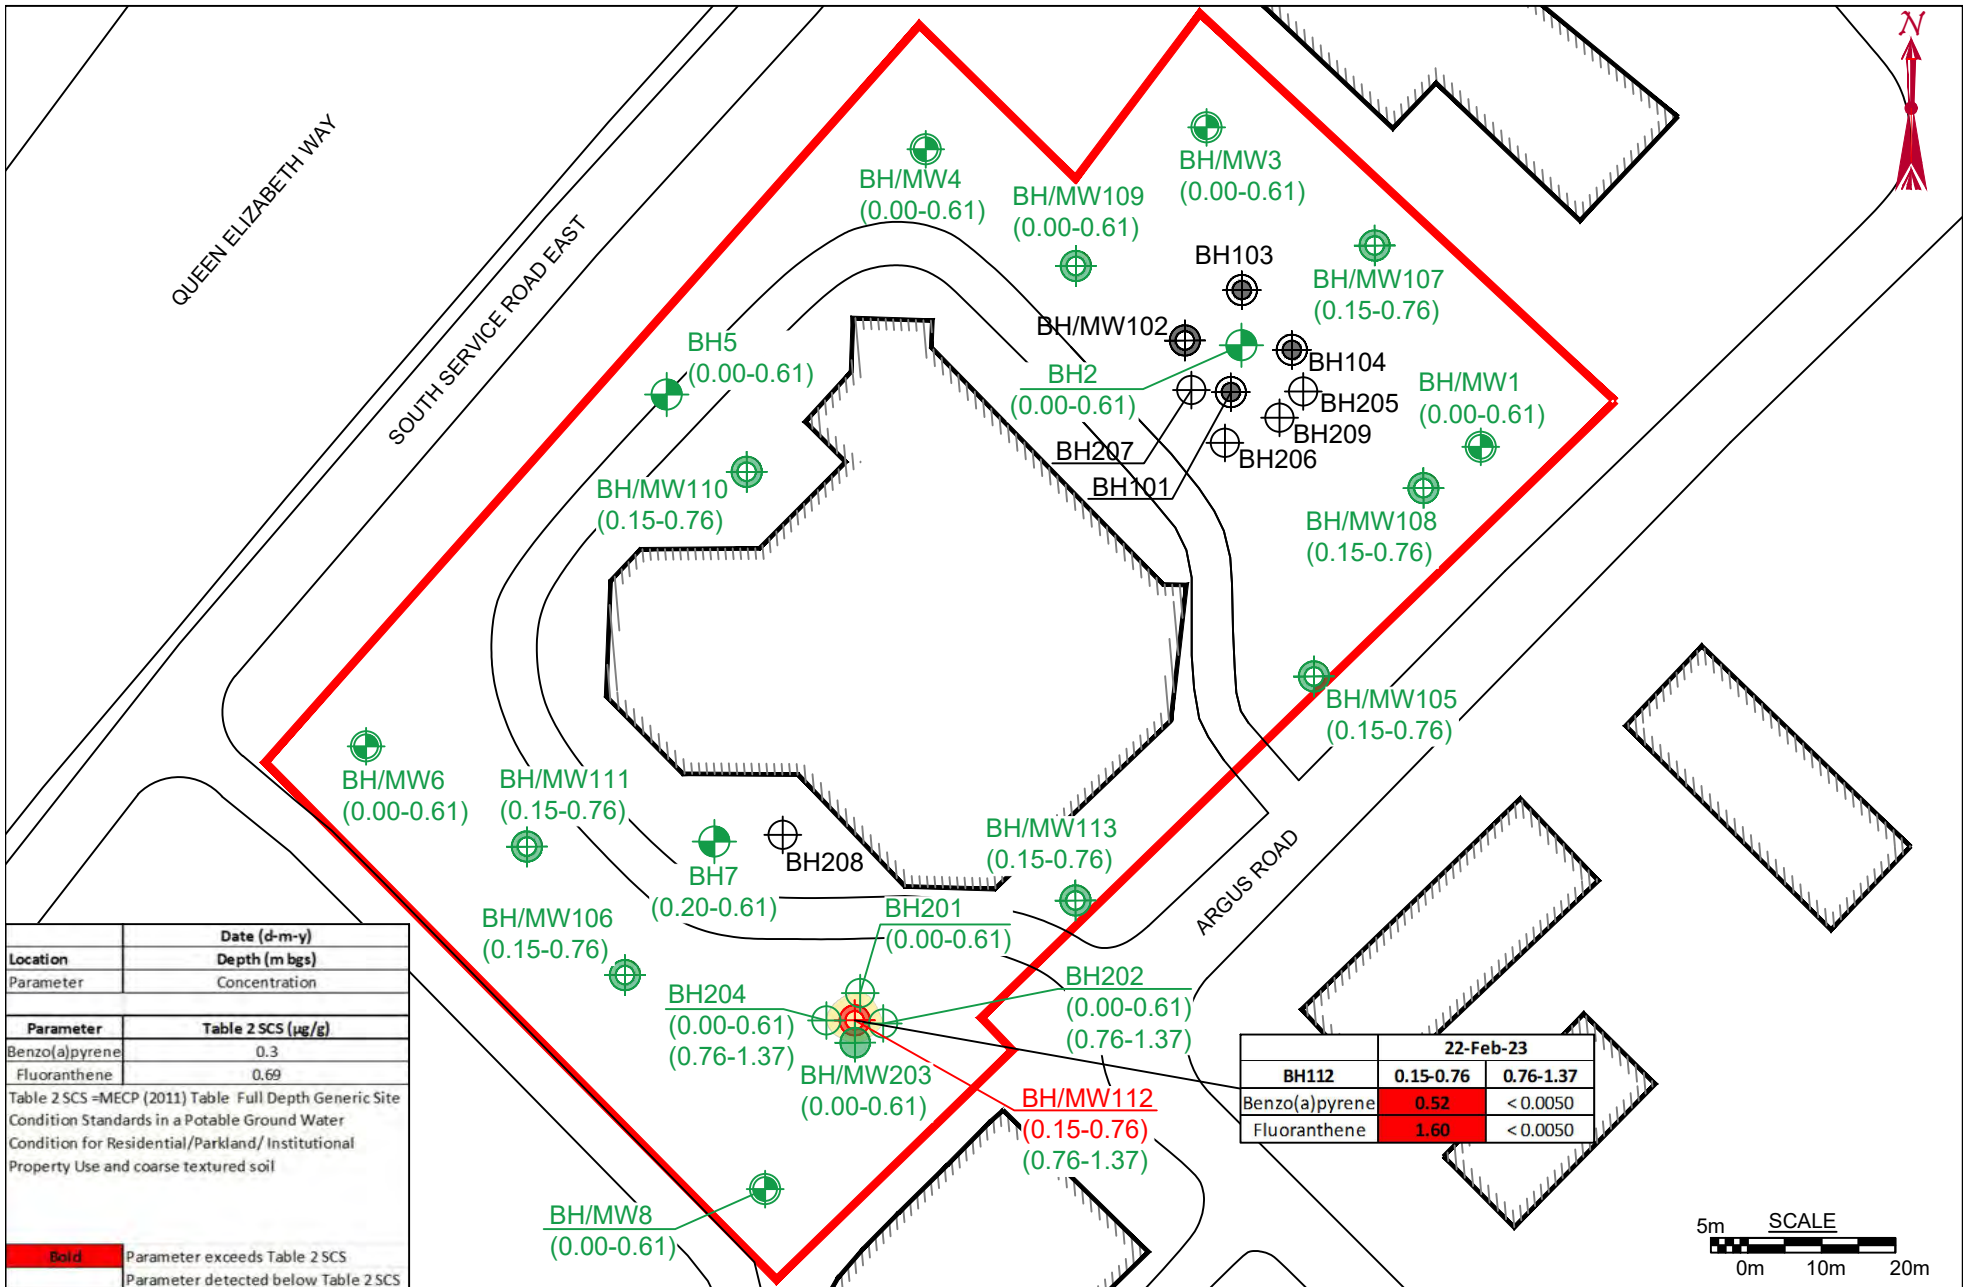 N
QUEEN ELIZABETH WAY
SOUTH SERVICE ROAD EAST
ARGUS ROAD
BH/MW4
(0.00-0.61)
BH/MW109
(0.00-0.61)
BH/MW3
(0.00-0.61)
BH103
BH/MW107
(0.15-0.76)
BH/MW102
BH104
BH5
(0.00-0.61)
BH2
(0.00-0.61)
BH205
BH/MW1
(0.00-0.61)
BH209
BH207
BH206
BH101
BH/MW110
(0.15-0.76)
BH/MW108
(0.15-0.76)
BH/MW105
(0.15-0.76)
BH/MW6
(0.00-0.61)
BH/MW111
(0.15-0.76)
BH208
BH7
(0.20-0.61)
BH/MW113
(0.15-0.76)
BH/MW106
(0.15-0.76)
BH201
(0.00-0.61)
BH204
(0.00-0.61)
(0.76-1.37)
BH202
(0.00-0.61)
(0.76-1.37)
BH/MW203
(0.00-0.61)
BH/MW112
(0.15-0.76)
(0.76-1.37)
BH/MW8
(0.00-0.61)
22-Feb-23
BH112 0.15-0.76 0.76-1.37
Benzo(a)pyrene 0.52 < 0.0050
Fluoranthene 1.60 < 0.0050
Date (d-m-y)
Location Depth (m bgs)
Parameter Concentration
Parameter Table 2 SCS (µg/g)
Benzo(a)pyrene 0.3
Fluoranthene 0.69
Table 2 SCS =MECP (2011) Table Full Depth Generic Site
Condition Standards in a Potable Ground Water
Condition for Residential/Parkland/ Institutional
Property Use and coarse textured soil
Bold Parameter exceeds Table 2 SCS
Parameter detected below Table 2 SCS
5m SCALE
0m 10m 20m